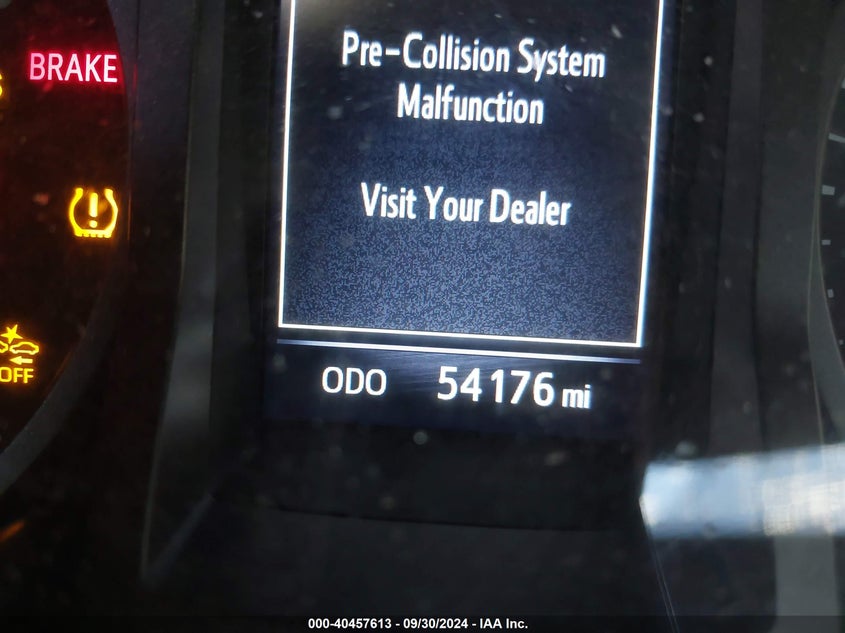 BRAKE
Pre-Collision System
Malfunction
Visit Your Dealer
OFF
ODO 54176 mi
000-40457613 - 09/30/2024 - IAA Inc.